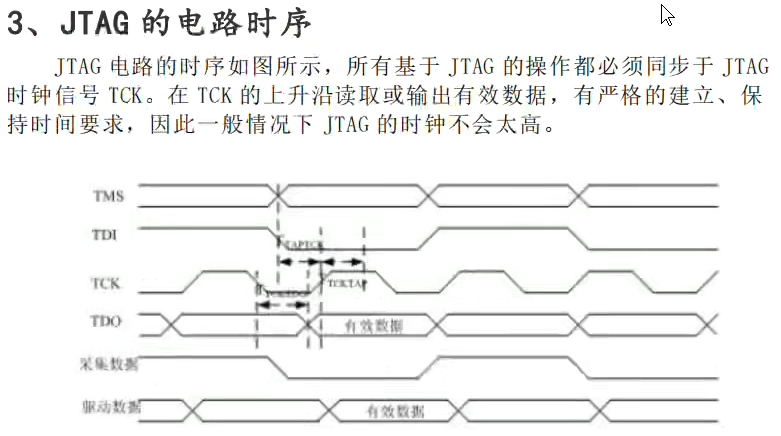 3、JTAG 的电路时序
JTAG 电路的时序如图所示，所有基于 JTAG 的操作都必须同步于 JTAG
时钟信号 TCK。在 TCK 的上升沿读取或输出有效数据，有严格的建立、保
持时间要求，因此一般情况下 JTAG 的时钟不会太高。
TMS
TDI
TAPTCK
TCK
TCKTAP
TCKTDO
TDO
有效数据
采集数据
驱动数据
有效数据